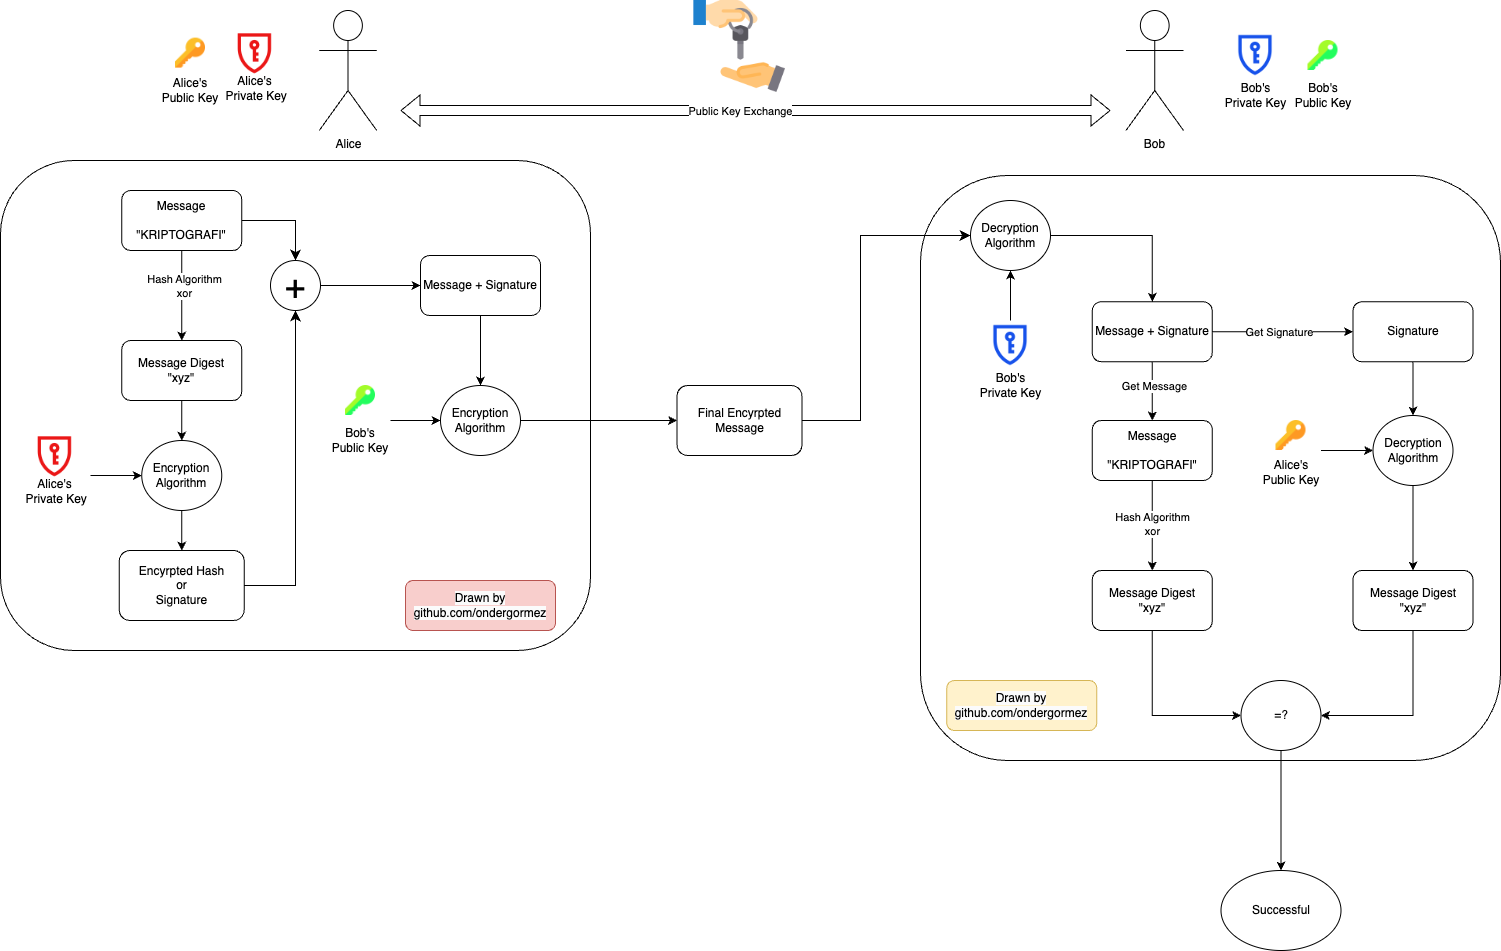 Alice's
Public Key
Alice's
Private Key
Alice
Public Key Exchange
Bob
Bob's
Private Key
Bob's
Public Key
Message
"KRIPTOGRAFI"
Hash Algorithm
xor
Message Digest
"xyz"
Alice's
Private Key
Encryption
Algorithm
Encyrpted Hash
or
Signature
+
Message + Signature
Bob's
Public Key
Encryption
Algorithm
Drawn by
github.com/ondergormez
Final Encyrpted
Message
Decryption
Algorithm
Bob's
Private Key
Message + Signature
Get Signature
Signature
Get Message
Message
"KRIPTOGRAFI"
Alice's
Public Key
Decryption
Algorithm
Hash Algorithm
xor
Message Digest
"xyz"
Message Digest
"xyz"
Drawn by
github.com/ondergormez
=?
Successful